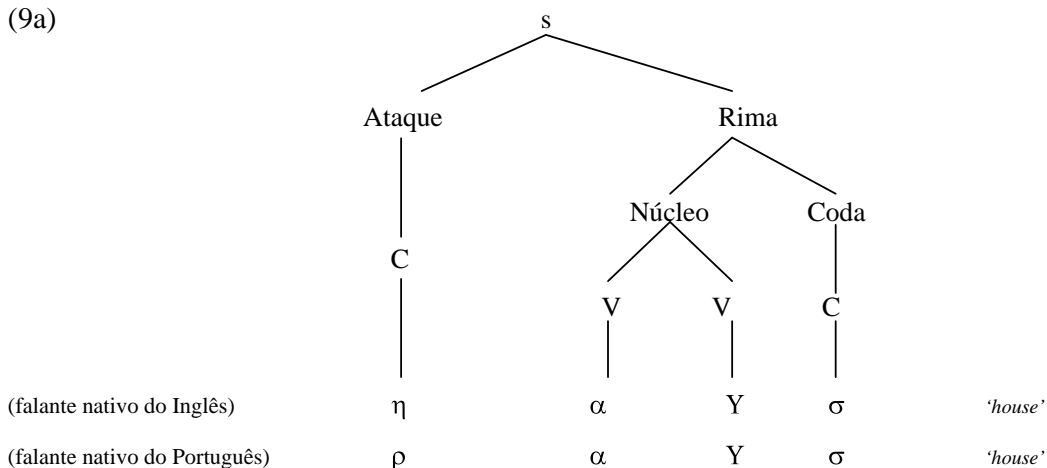 (9a) s
Ataque Rima
Núcleo Coda
C
V V C
(falante nativo do Inglês) η α Υ σ ‘house’
(falante nativo do Português) ρ α Υ σ ‘house’